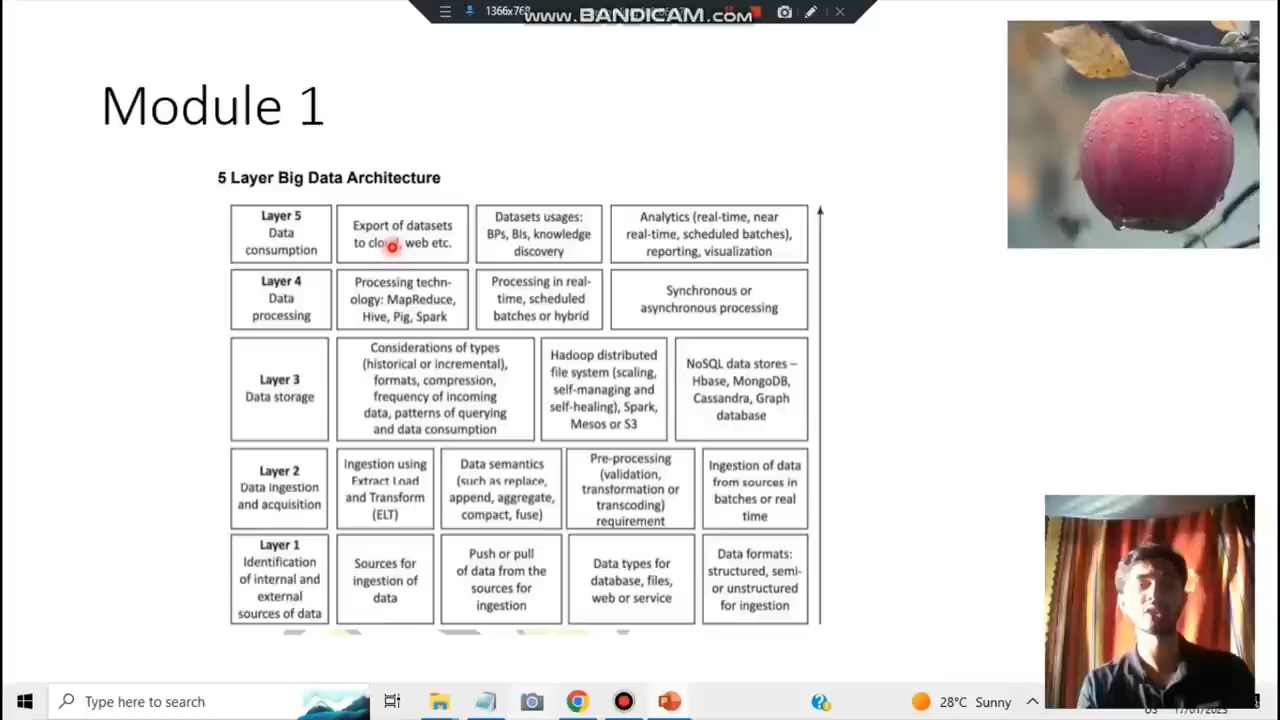 1366x768
www.BANDICAM.com
Module 1
5 Layer Big Data Architecture
Layer 5
Data
consumption
Export of datasets
to clo web etc.
Datasets usages:
BPs, BIs, knowledge
discovery
Analytics (real-time, near
real-time, scheduled batches),
reporting, visualization
Layer 4
Data
processing
Processing techn-
ology: MapReduce,
Hive, Pig, Spark
Processing in real-
time, scheduled
batches or hybrid
Synchronous or
asynchronous processing
Layer 3
Data storage
Considerations of types
(historical or incremental),
formats, compression,
frequency of incoming
data, patterns of querying
and data consumption
Hadoop distributed
file system (scaling,
self-managing and
self-healing), Spark,
Mesos or S3
NoSQL data stores –
Hbase, MongoDB,
Cassandra, Graph
database
Layer 2
Data ingestion
and acquisition
Ingestion using
Extract Load
and Transform
(ELT)
Data semantics
(such as replace,
append, aggregate,
compact, fuse)
Pre-processing
(validation,
transformation or
transcoding)
requirement
Ingestion of data
from sources in
batches or real
time
Layer 1
Identification
of internal and
external
sources of data
Sources for
ingestion of
data
Push or pull
of data from the
sources for
ingestion
Data types for
database, files,
web or service
Data formats:
structured, semi-
or unstructured
for ingestion
Type here to search
28°C Sunny
17/01/2023